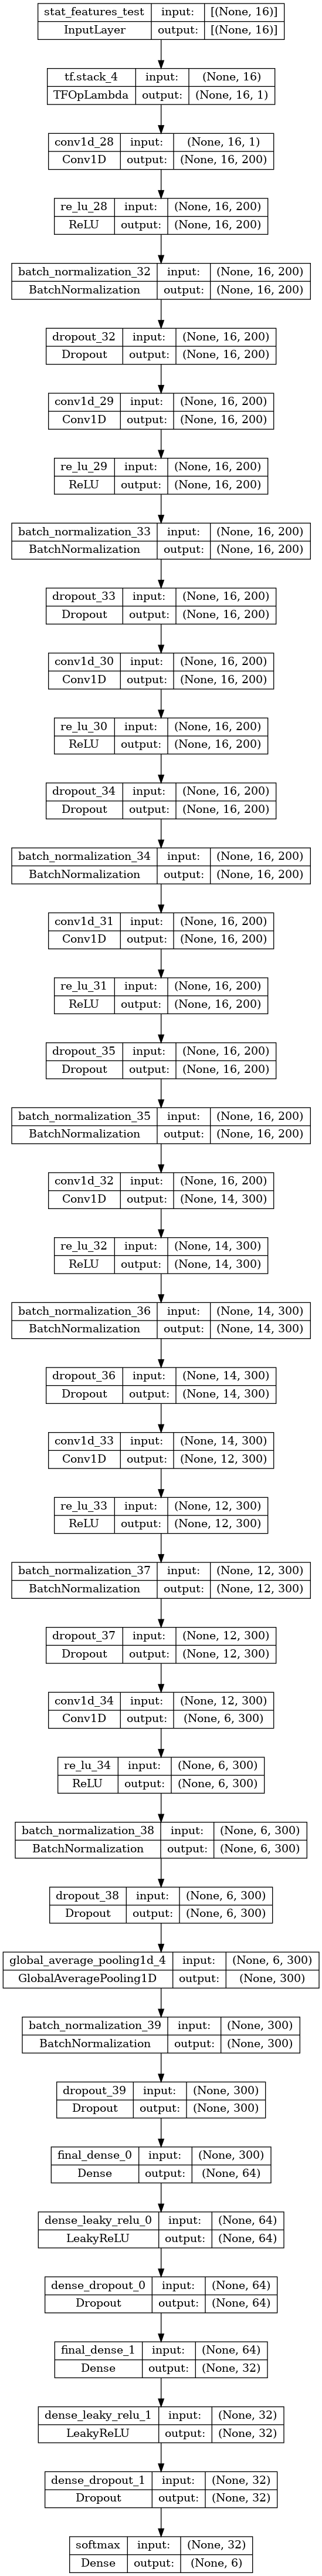 stat_features_test input: [(None, 16)]
InputLayer output: [(None, 16)]
tf.stack_4 input: (None, 16)
TFOpLambda output: (None, 16, 1)
conv1d_28 input: (None, 16, 1)
Conv1D output: (None, 16, 200)
re_lu_28 input: (None, 16, 200)
ReLU output: (None, 16, 200)
batch_normalization_32 input: (None, 16, 200)
BatchNormalization output: (None, 16, 200)
dropout_32 input: (None, 16, 200)
Dropout output: (None, 16, 200)
conv1d_29 input: (None, 16, 200)
Conv1D output: (None, 16, 200)
re_lu_29 input: (None, 16, 200)
ReLU output: (None, 16, 200)
batch_normalization_33 input: (None, 16, 200)
BatchNormalization output: (None, 16, 200)
dropout_33 input: (None, 16, 200)
Dropout output: (None, 16, 200)
conv1d_30 input: (None, 16, 200)
Conv1D output: (None, 16, 200)
re_lu_30 input: (None, 16, 200)
ReLU output: (None, 16, 200)
dropout_34 input: (None, 16, 200)
Dropout output: (None, 16, 200)
batch_normalization_34 input: (None, 16, 200)
BatchNormalization output: (None, 16, 200)
conv1d_31 input: (None, 16, 200)
Conv1D output: (None, 16, 200)
re_lu_31 input: (None, 16, 200)
ReLU output: (None, 16, 200)
dropout_35 input: (None, 16, 200)
Dropout output: (None, 16, 200)
batch_normalization_35 input: (None, 16, 200)
BatchNormalization output: (None, 16, 200)
conv1d_32 input: (None, 16, 200)
Conv1D output: (None, 14, 300)
re_lu_32 input: (None, 14, 300)
ReLU output: (None, 14, 300)
batch_normalization_36 input: (None, 14, 300)
BatchNormalization output: (None, 14, 300)
dropout_36 input: (None, 14, 300)
Dropout output: (None, 14, 300)
conv1d_33 input: (None, 14, 300)
Conv1D output: (None, 12, 300)
re_lu_33 input: (None, 12, 300)
ReLU output: (None, 12, 300)
batch_normalization_37 input: (None, 12, 300)
BatchNormalization output: (None, 12, 300)
dropout_37 input: (None, 12, 300)
Dropout output: (None, 12, 300)
conv1d_34 input: (None, 12, 300)
Conv1D output: (None, 6, 300)
re_lu_34 input: (None, 6, 300)
ReLU output: (None, 6, 300)
batch_normalization_38 input: (None, 6, 300)
BatchNormalization output: (None, 6, 300)
dropout_38 input: (None, 6, 300)
Dropout output: (None, 6, 300)
global_average_pooling1d_4 input: (None, 6, 300)
GlobalAveragePooling1D output: (None, 300)
batch_normalization_39 input: (None, 300)
BatchNormalization output: (None, 300)
dropout_39 input: (None, 300)
Dropout output: (None, 300)
final_dense_0 input: (None, 300)
Dense output: (None, 64)
dense_leaky_relu_0 input: (None, 64)
LeakyReLU output: (None, 64)
dense_dropout_0 input: (None, 64)
Dropout output: (None, 64)
final_dense_1 input: (None, 64)
Dense output: (None, 32)
dense_leaky_relu_1 input: (None, 32)
LeakyReLU output: (None, 32)
dense_dropout_1 input: (None, 32)
Dropout output: (None, 32)
softmax input: (None, 32)
Dense output: (None, 6)